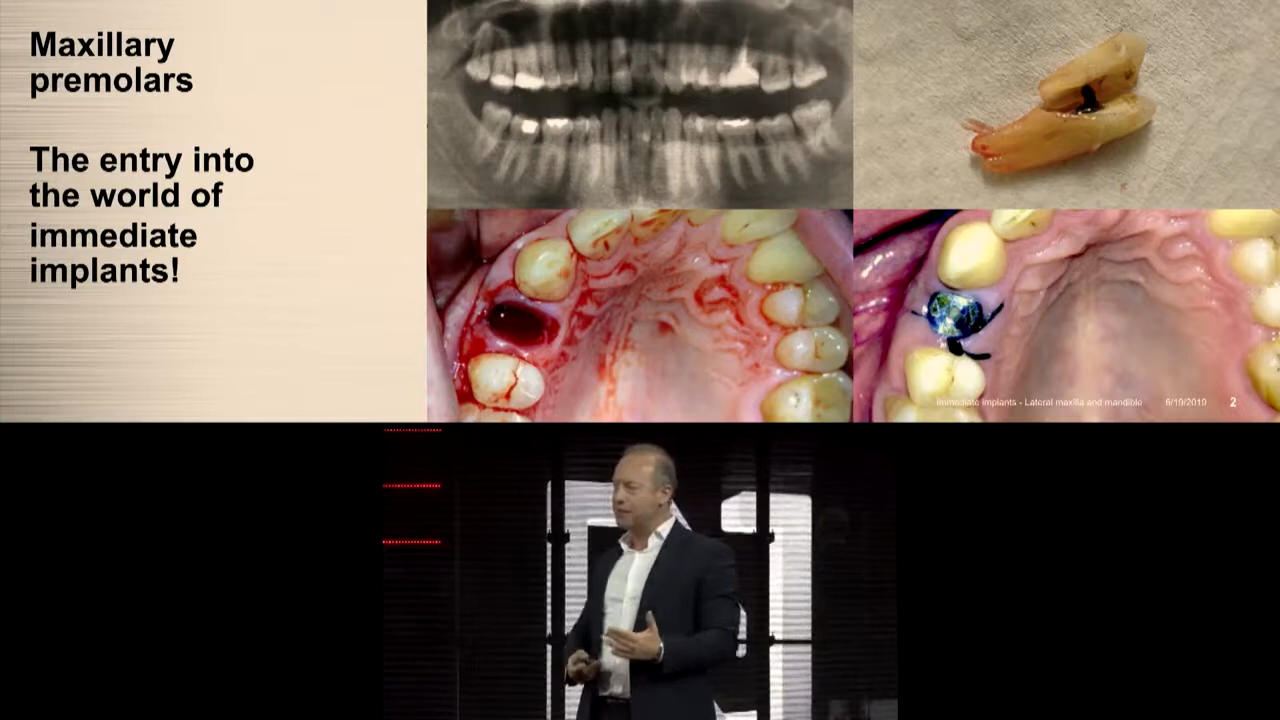 Maxillary
premolars
The entry into
the world of
immediate
implants!
Immediate Implants - Lateral maxilla and mandible 6/19/2019 2